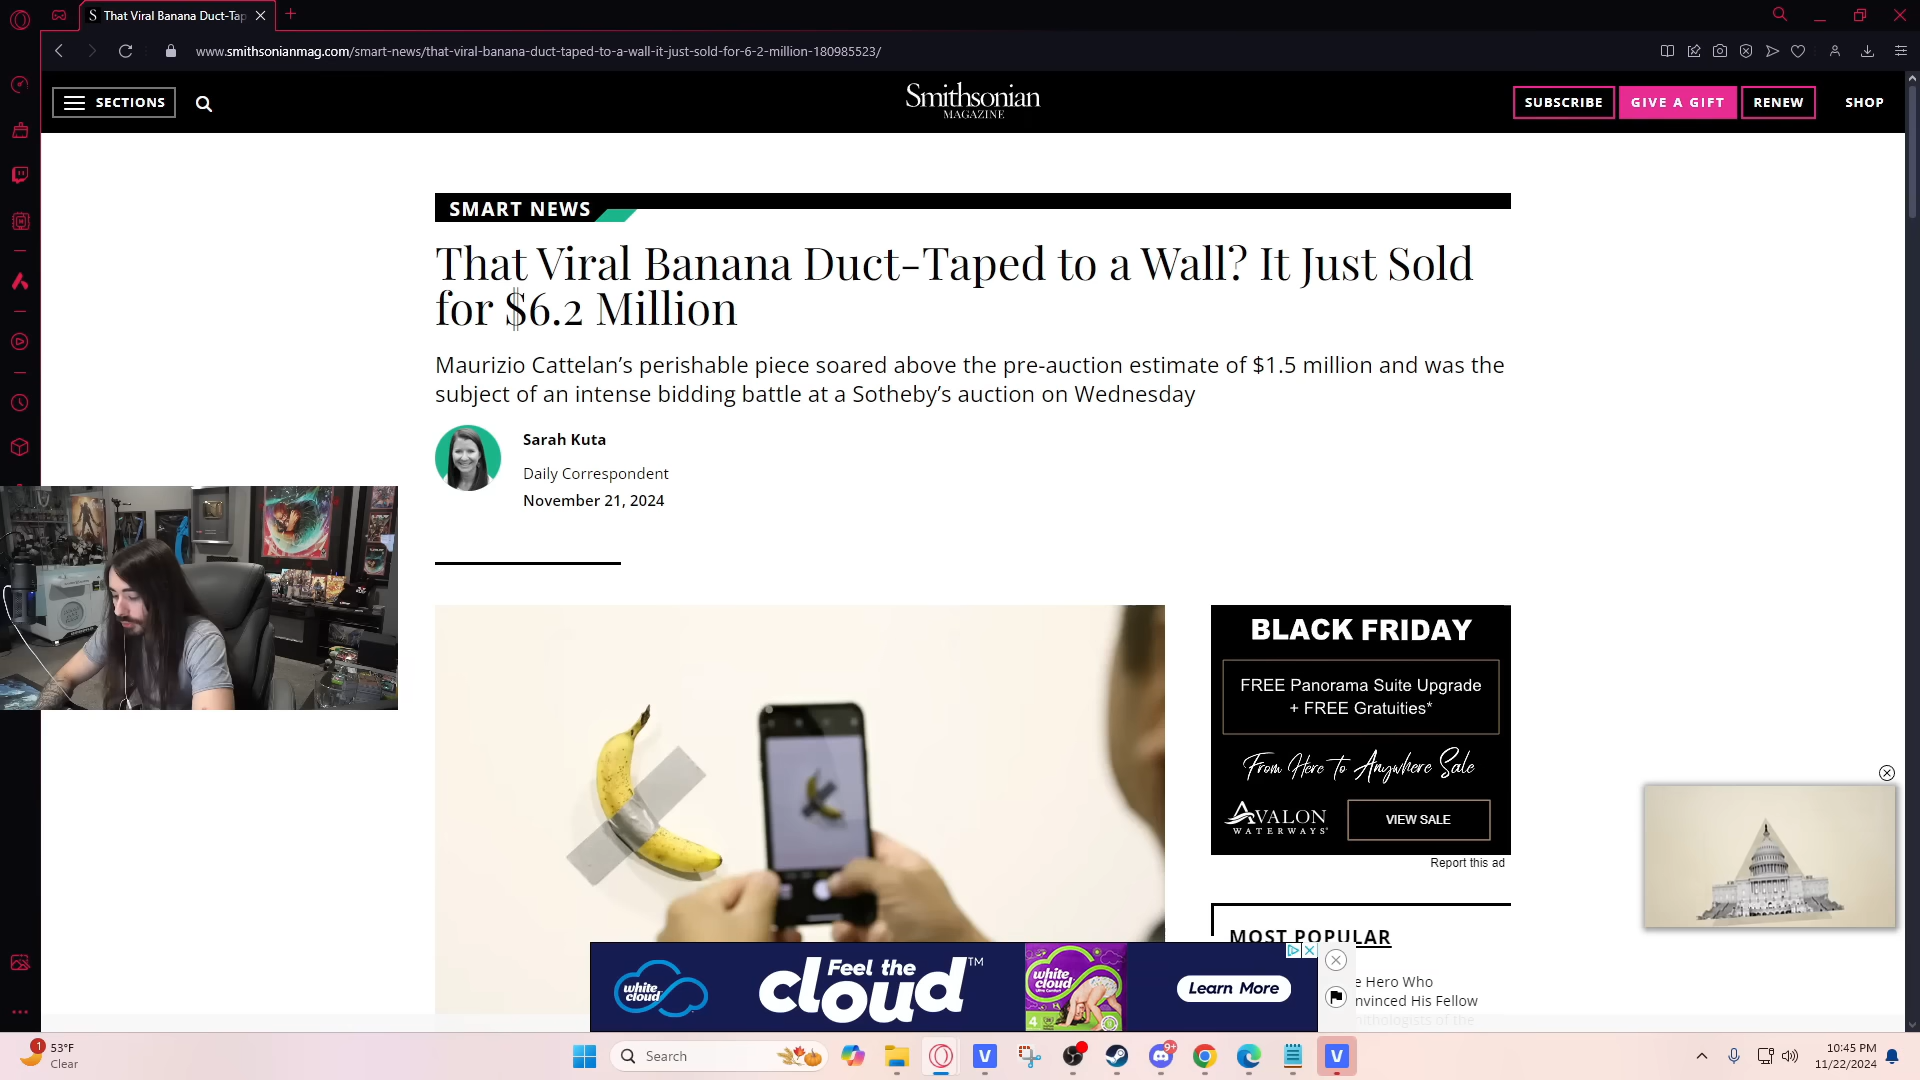 S That Viral Banana Duct-Tap
www.smithsonianmag.com/smart-news/that-viral-banana-duct-taped-to-a-wall-it-just-sold-for-6-2-million-180985523/
SECTIONS
Smithsonian
MAGAZINE
SUBSCRIBE
GIVE A GIFT
RENEW
SHOP
SMART NEWS
That Viral Banana Duct-Taped to a Wall? It Just Sold
for $6.2 Million
Maurizio Cattelan’s perishable piece soared above the pre-auction estimate of $1.5 million and was the
subject of an intense bidding battle at a Sotheby’s auction on Wednesday
Sarah Kuta
Daily Correspondent
November 21, 2024
BLACK FRIDAY
FREE Panorama Suite Upgrade
+ FREE Gratuities*
From Here To Anywhere Sale
AVALON
WATERWAYS
VIEW SALE
Report this ad
MOST POPULAR
e Hero Who
nvinced His Fellow
nithologists of the
white
cloud
Feel the
cloud™
white
cloud
4
Learn More
1
53°F
Clear
Search
V
9+
V
10:45 PM
11/22/2024